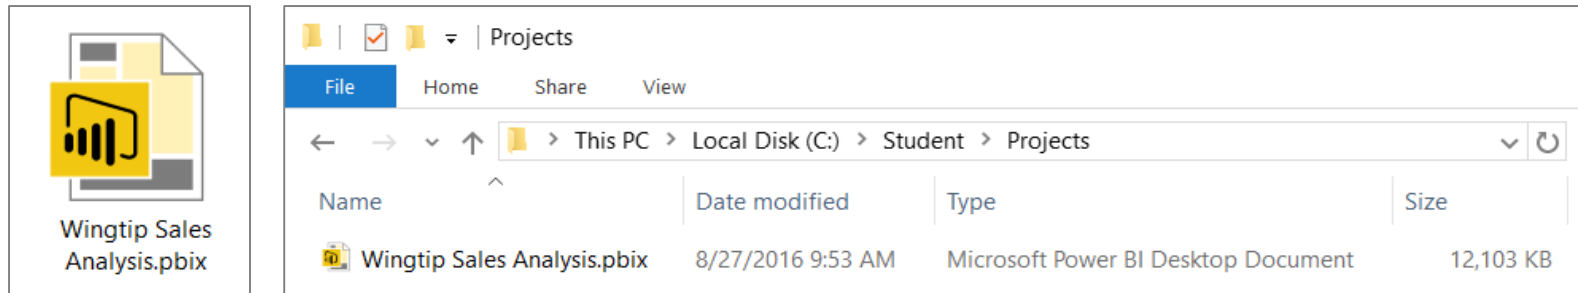 Wingtip Sales
Analysis.pbix
Projects
File Home Share View
This PC > Local Disk (C:) > Student > Projects
Name Date modified Type Size
Wingtip Sales Analysis.pbix 8/27/2016 9:53 AM Microsoft Power BI Desktop Document 12,103 KB